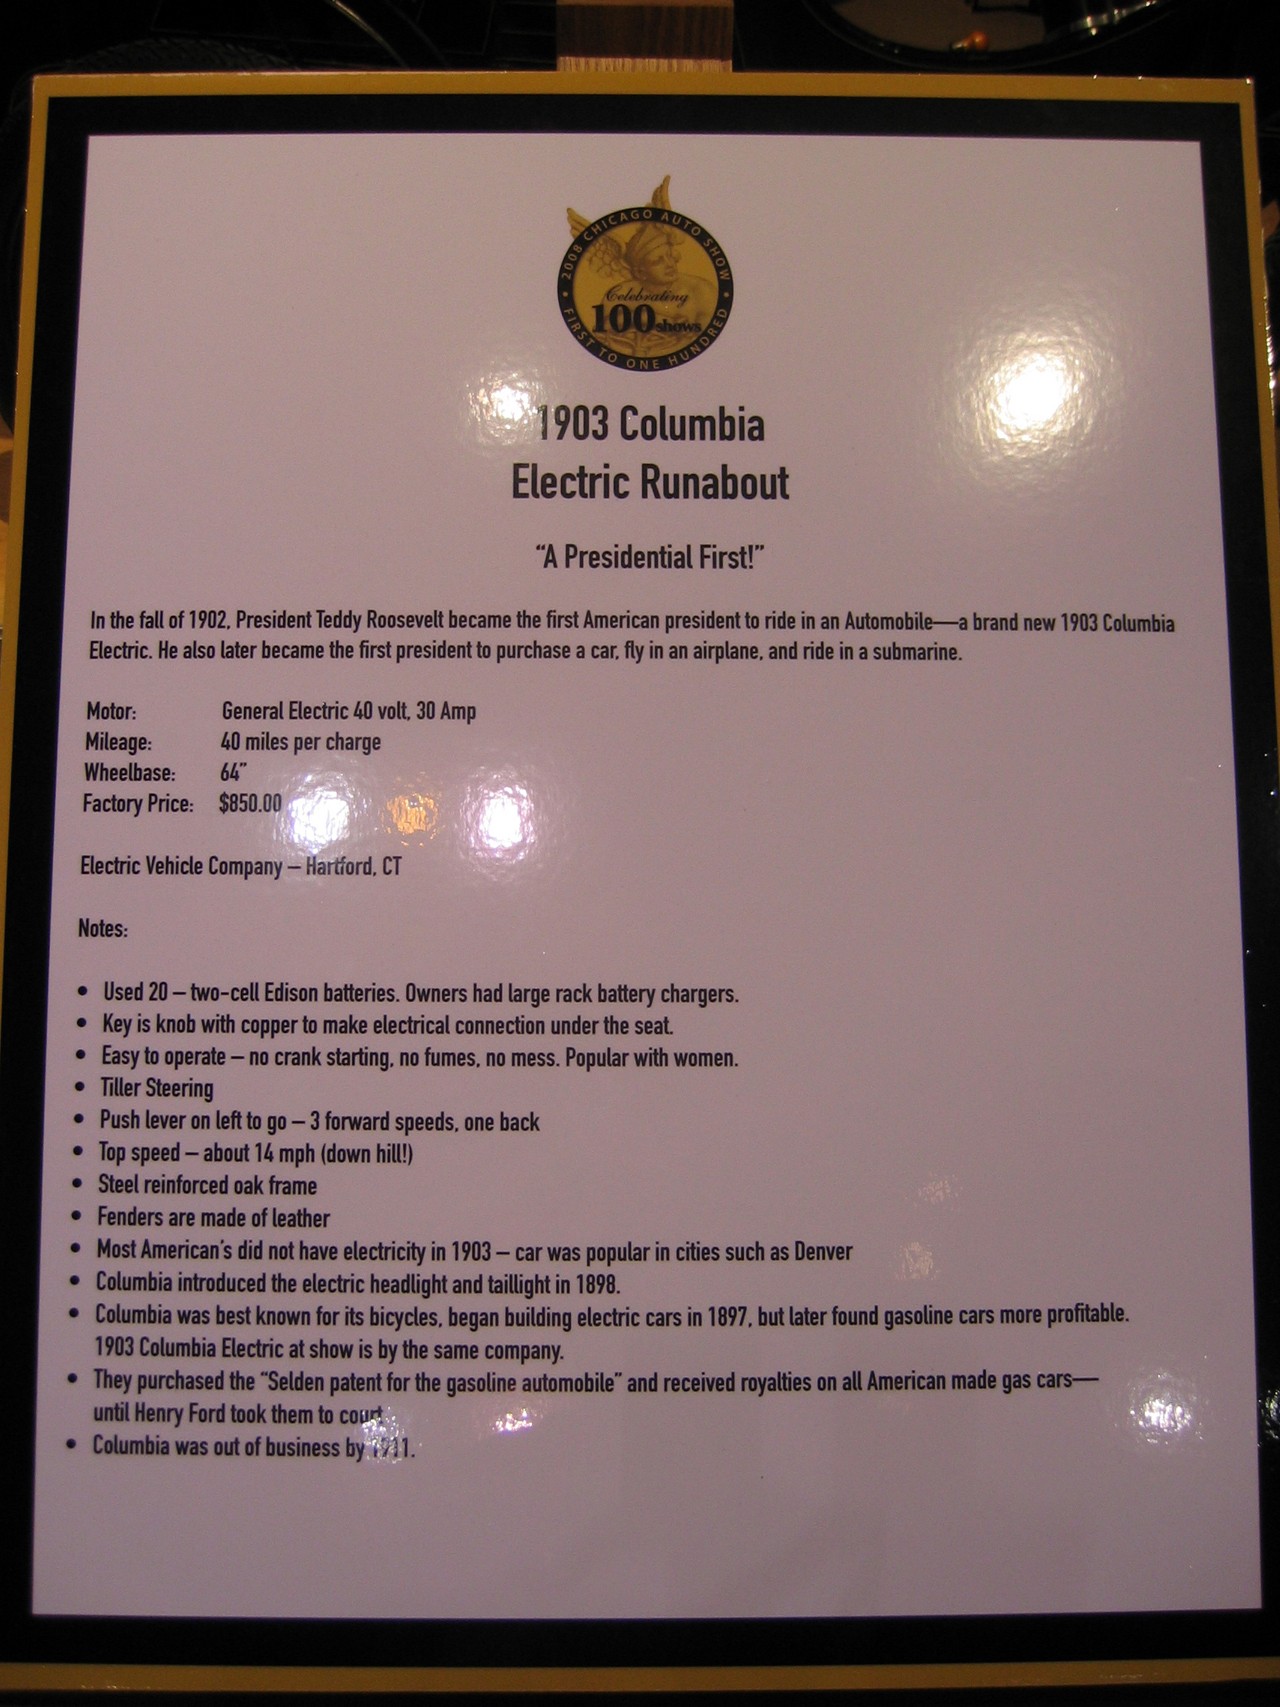 2008 CHICAGO AUTO SHOW
Celebrating
100 shows
FIRST TO ONE HUNDRED
1903 Columbia
Electric Runabout
“A Presidential First!”
In the fall of 1902, President Teddy Roosevelt became the first American president to ride in an Automobile—a brand new 1903 Columbia
Electric. He also later became the first president to purchase a car, fly in an airplane, and ride in a submarine.
Motor: General Electric 40 volt, 30 Amp
Mileage: 40 miles per charge
Wheelbase: 64”
Factory Price: $850.00
Electric Vehicle Company – Hartford, CT
Notes:
• Used 20 – two-cell Edison batteries. Owners had large rack battery chargers.
• Key is knob with copper to make electrical connection under the seat.
• Easy to operate – no crank starting, no fumes, no mess. Popular with women.
• Tiller Steering
• Push lever on left to go – 3 forward speeds, one back
• Top speed – about 14 mph (down hill!)
• Steel reinforced oak frame
• Fenders are made of leather
• Most American’s did not have electricity in 1903 – car was popular in cities such as Denver
• Columbia introduced the electric headlight and taillight in 1898.
• Columbia was best known for its bicycles, began building electric cars in 1897, but later found gasoline cars more profitable.
1903 Columbia Electric at show is by the same company.
• They purchased the “Selden patent for the gasoline automobile” and received royalties on all American made gas cars—
until Henry Ford took them to court.
• Columbia was out of business by 1911.